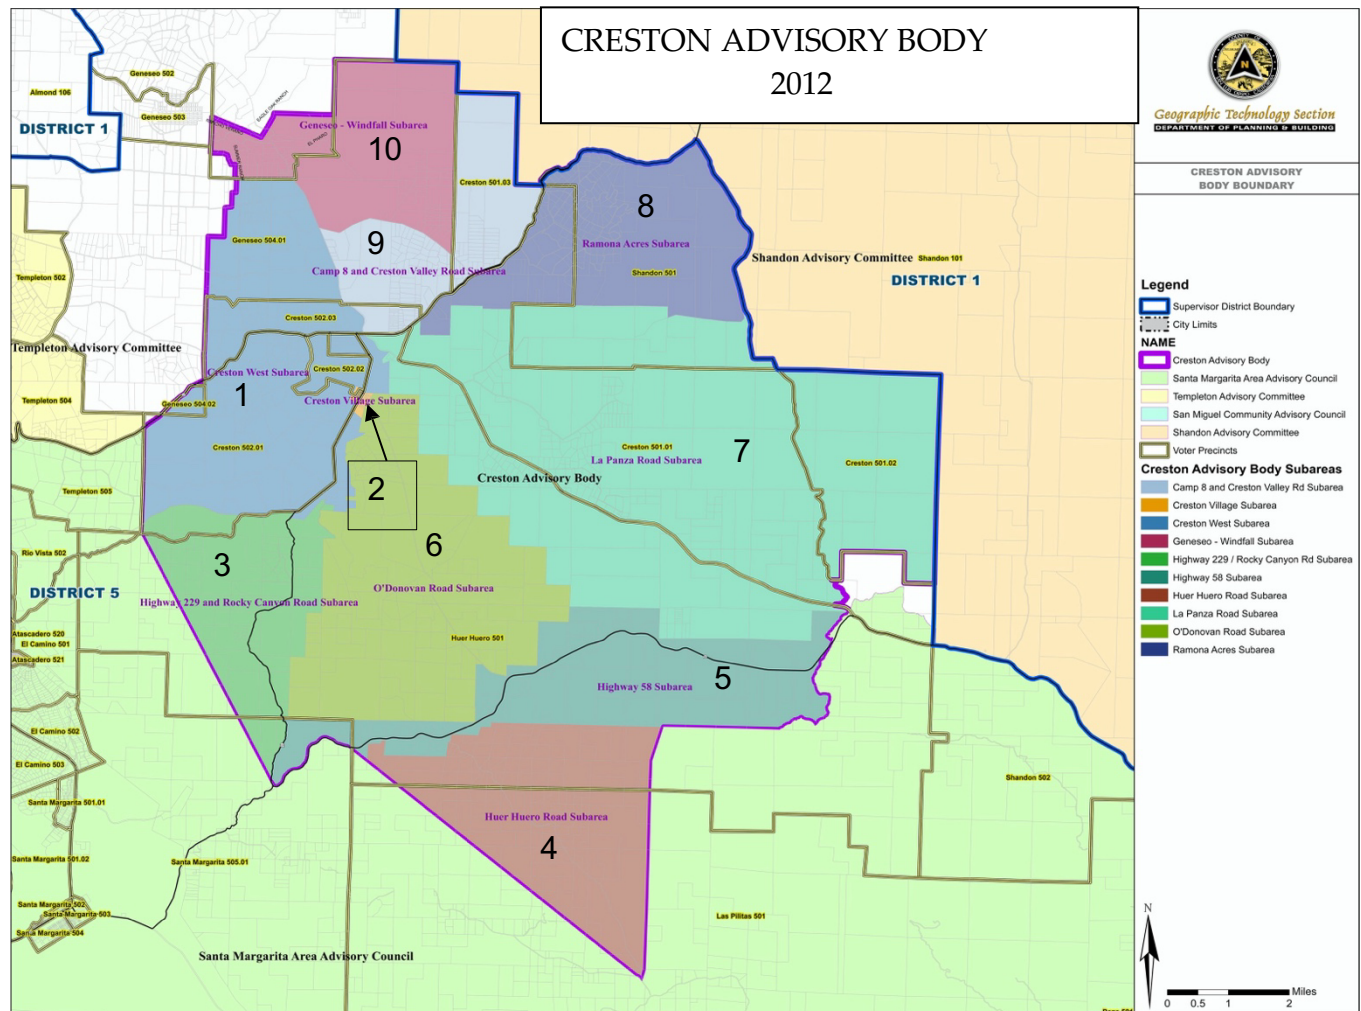 CRESTON ADVISORY BODY
2012
COUNTY OF
N
Geographic Technology Section
DEPARTMENT OF PLANNING & BUILDING
CRESTON ADVISORY
BODY BOUNDARY
Geneseo 502
Almond 106
Geneseo 503
DISTRICT 1
EAGLE OAK RANCH
EL PHARO
Geneseo - Windfall Subarea
10
Creston 501.03
8
Ramona Acres Subarea
Shandon 501
Geneseo 504.01
9
Camp 8 and Creston Valley Road Subarea
Shandon Advisory Committee
Shandon 101
DISTRICT 1
Templeton 502
Creston 502.03
Templeton Advisory Committee
Creston West Subarea
Creston 502.02
1
Templeton 504
Geneseo 504.02
Creston Village Subarea
Creston 502.01
Creston 501.01
La Panza Road Subarea
7
Creston 501.02
Creston Advisory Body
2
Templeton 505
Rio Vista 502
3
6
DISTRICT 5
O'Donovan Road Subarea
Highway 229 and Rocky Canyon Road Subarea
Atascadero 520
El Camino 501
Atascadero 521
Huer Huero 501
Highway 58 Subarea
5
El Camino 502
El Camino 503
Shandon 502
Santa Margarita 501.01
Huer Huero Road Subarea
4
Santa Margarita 501.02
Santa Margarita 505.01
Santa Margarita 502
Santa Margarita 503
Santa Margarita 504
Las Pilitas 501
Santa Margarita Area Advisory Council
Legend
Supervisor District Boundary
City Limits
NAME
Creston Advisory Body
Santa Margarita Area Advisory Council
Templeton Advisory Committee
San Miguel Community Advisory Council
Shandon Advisory Committee
Voter Precincts
Creston Advisory Body Subareas
Camp 8 and Creston Valley Rd Subarea
Creston Village Subarea
Creston West Subarea
Geneseo - Windfall Subarea
Highway 229 / Rocky Canyon Rd Subarea
Highway 58 Subarea
Huer Huero Road Subarea
La Panza Road Subarea
O'Donovan Road Subarea
Ramona Acres Subarea
N
Miles
0 0.5 1 2